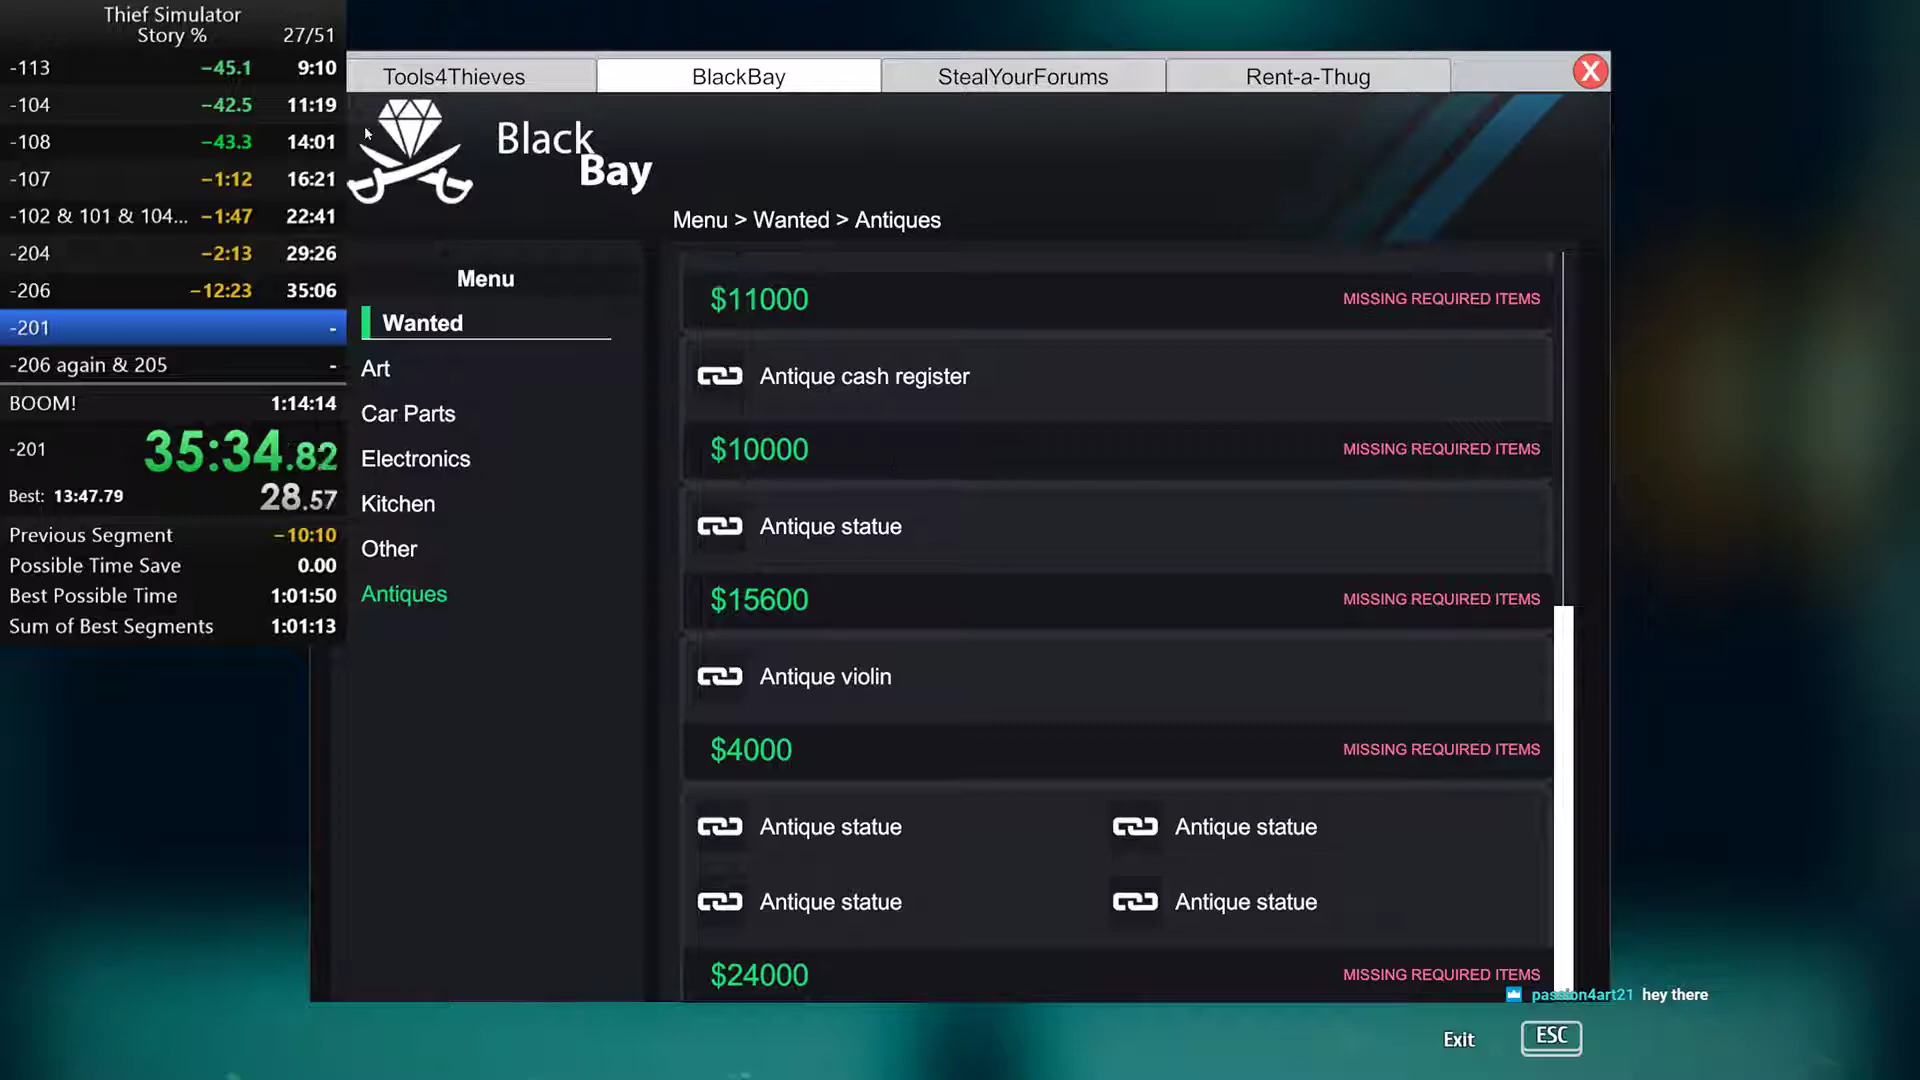 Thief Simulator
Story % 27/51
-113 −45.1 9:10
-104 −42.5 11:19
-108 −43.3 14:01
-107 −1:12 16:21
-102 & 101 & 104... −1:47 22:41
-204 −2:13 29:26
-206 −12:23 35:06
-201 -
-206 again & 205 -
BOOM! 1:14:14
-201 35:34.82
Best: 13:47.79 28.57
Previous Segment −10:10
Possible Time Save 0.00
Best Possible Time 1:01:50
Sum of Best Segments 1:01:13
Tools4Thieves BlackBay StealYourForums Rent-a-Thug X
Black
Bay
Menu > Wanted > Antiques
Menu
Wanted
Art
Car Parts
Electronics
Kitchen
Other
Antiques
$11000 MISSING REQUIRED ITEMS
Antique cash register
$10000 MISSING REQUIRED ITEMS
Antique statue
$15600 MISSING REQUIRED ITEMS
Antique violin
$4000 MISSING REQUIRED ITEMS
Antique statue Antique statue
Antique statue Antique statue
$24000 MISSING REQUIRED ITEMS
passion4art21 hey there
Exit ESC